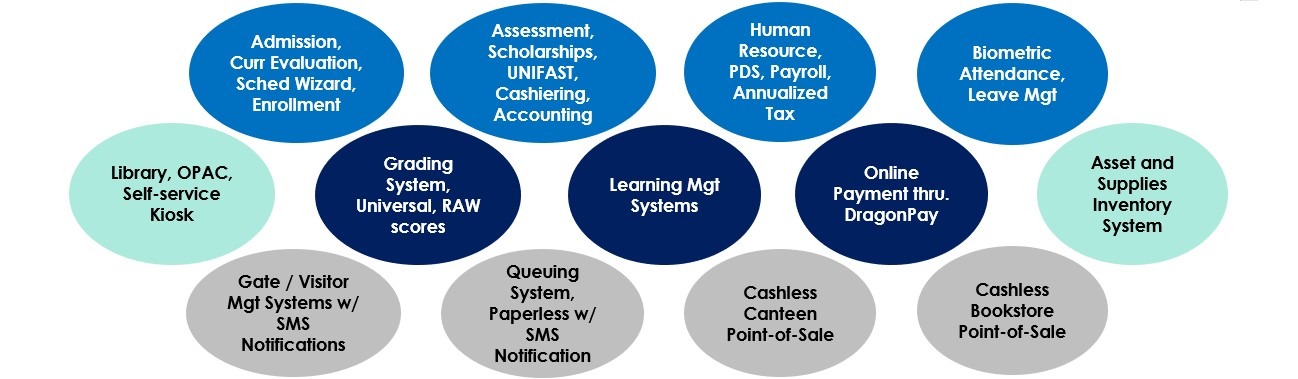 Admission,
Curr Evaluation,
Sched Wizard,
Enrollment
Assessment,
Scholarships,
UNIFAST,
Cashiering,
Accounting
Human
Resource,
PDS, Payroll,
Annualized
Tax
Biometric
Attendance,
Leave Mgt
Library, OPAC,
Self-service
Kiosk
Grading
System,
Universal, RAW
scores
Learning Mgt
Systems
Online
Payment thru.
DragonPay
Asset and
Supplies
Inventory
System
Gate / Visitor
Mgt Systems w/
SMS
Notifications
Queuing
System,
Paperless w/
SMS
Notification
Cashless
Canteen
Point-of-Sale
Cashless
Bookstore
Point-of-Sale